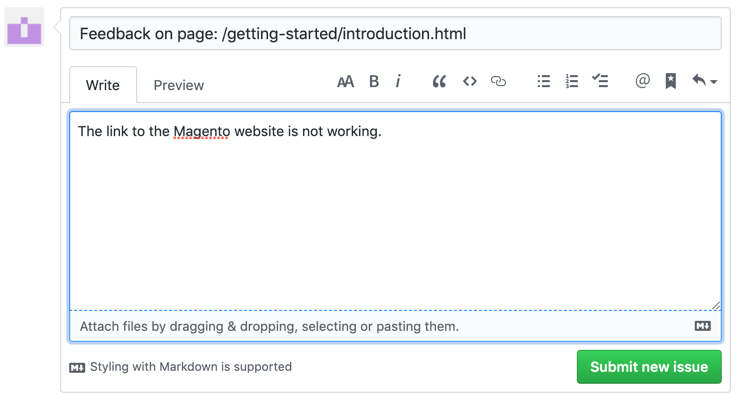 Feedback on page: /getting-started/introduction.html
Write Preview AA B i @
The link to the Magento website is not working.
Attach files by dragging & dropping, selecting or pasting them.
Styling with Markdown is supported Submit new issue